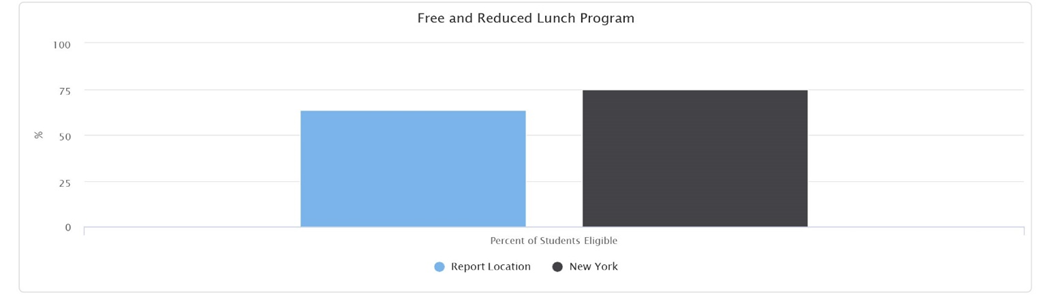 Free and Reduced Lunch Program
100
75
%
50
25
0
Percent of Students Eligible
Report Location
New York